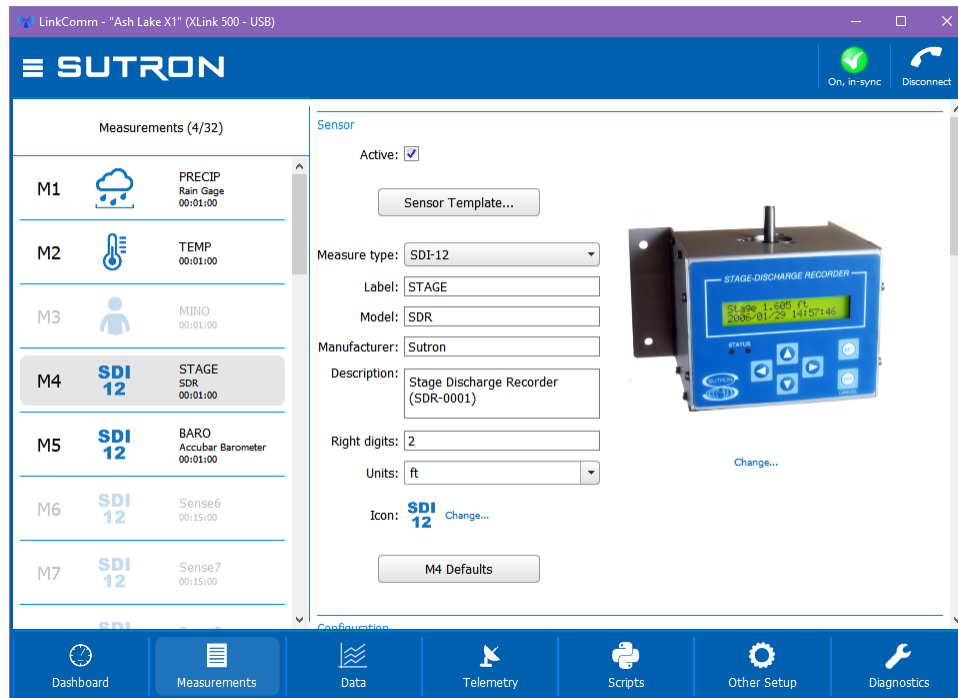 LinkComm - "Ash Lake X1" (XLink 500 - USB)
SUTRON
On, in-sync
Disconnect
Measurements (4/32)
M1
PRECIP
Rain Gage
00:01:00
M2
TEMP
00:01:00
M3
MINO
00:01:00
M4
SDI
12
STAGE
SDR
00:01:00
M5
SDI
12
BARO
Accubar Barometer
00:01:00
M6
SDI
12
Sense6
00:15:00
M7
SDI
12
Sense7
00:15:00
Sensor
Active:
Sensor Template...
Measure type: SDI-12
Label: STAGE
Model: SDR
Manufacturer: Sutron
Description: Stage Discharge Recorder
(SDR-0001)
Right digits: 2
Units: ft
Icon: SDI
12
Change...
M4 Defaults
STAGE-DISCHARGE RECORDER
Stage 1.605 ft
2006/01/29 14:57:46
STATUS
SUTRON
CANCEL
Change...
Configuration
Dashboard
Measurements
Data
Telemetry
Scripts
Other Setup
Diagnostics